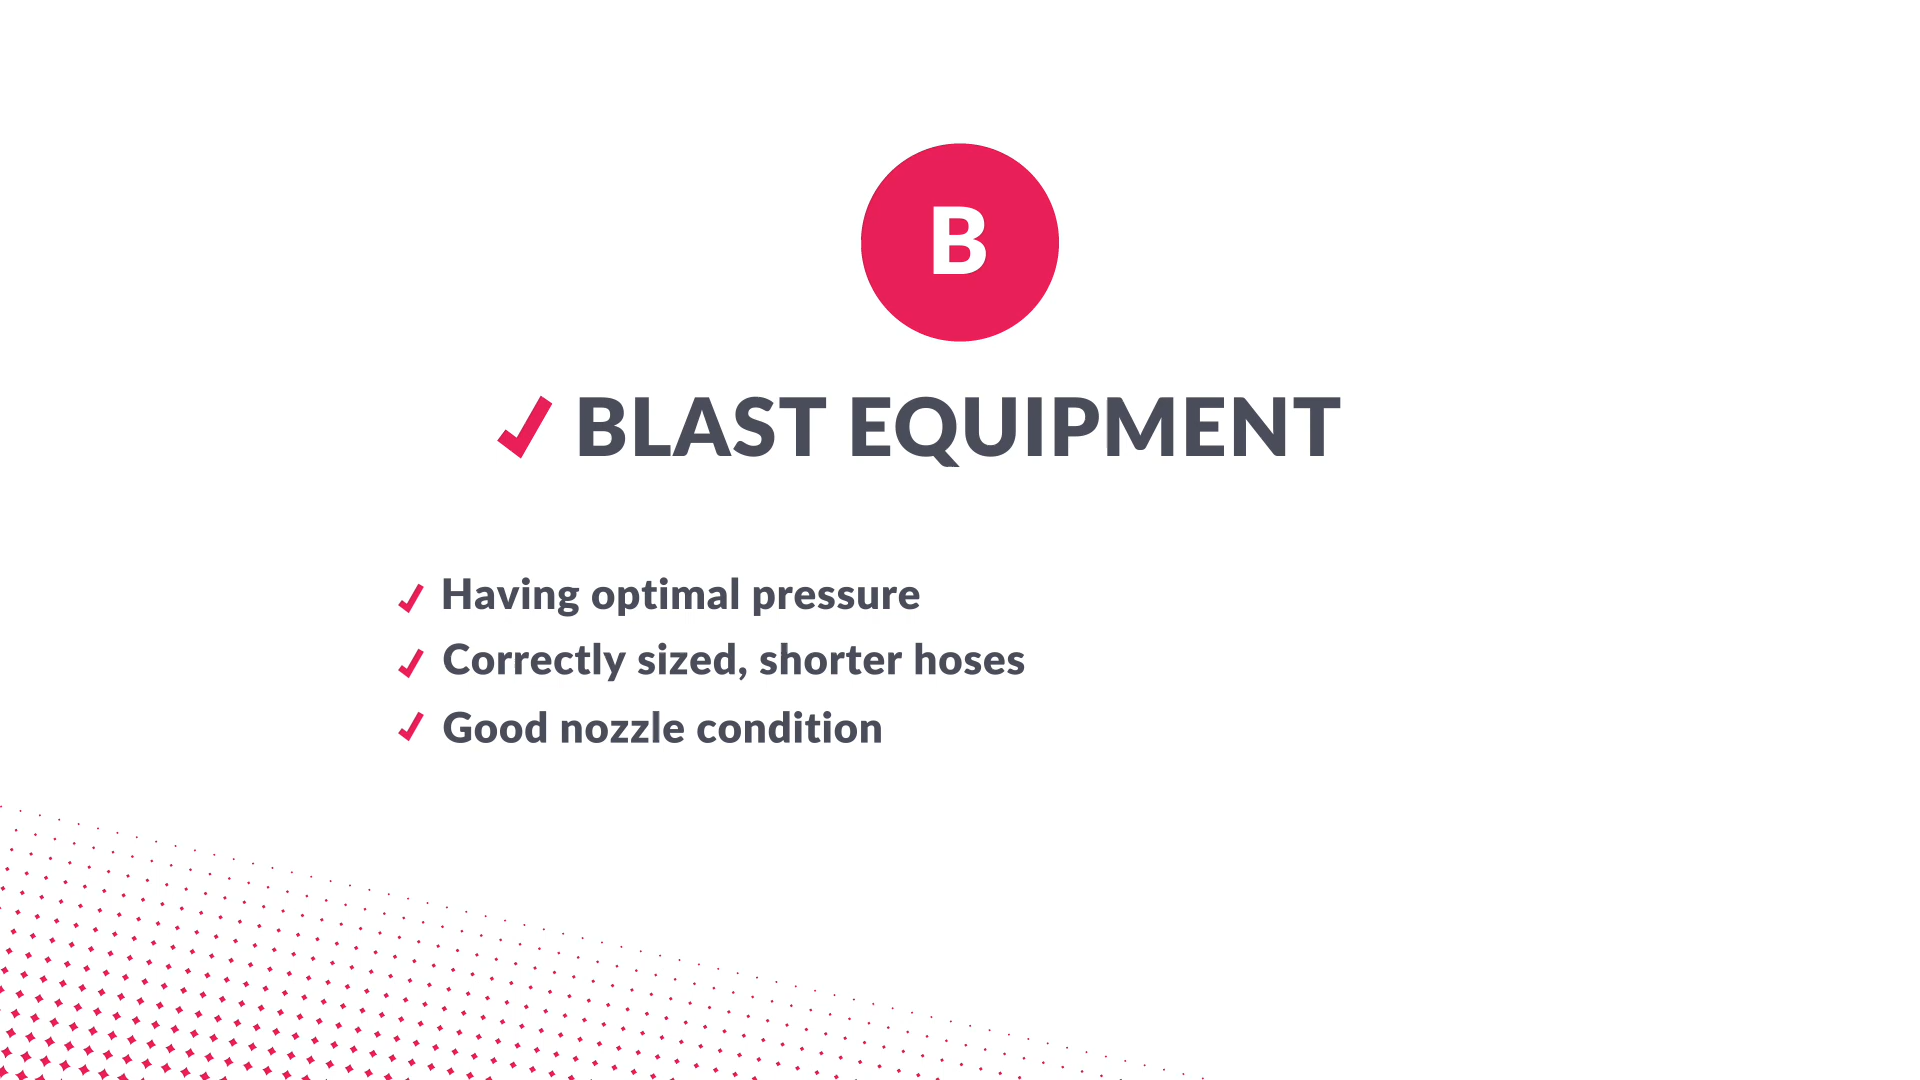 B
BLAST EQUIPMENT
Having optimal pressure
Correctly sized, shorter hoses
Good nozzle condition